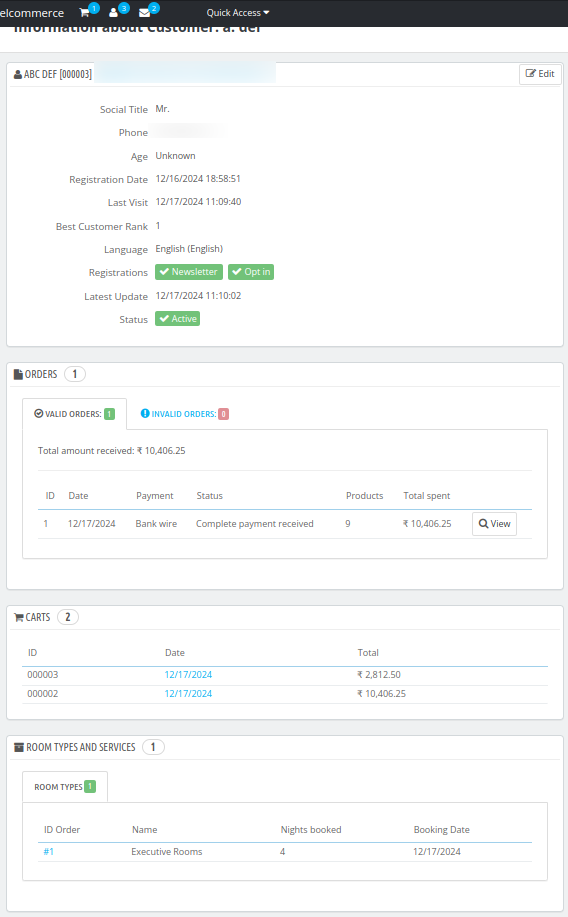 elcommerce 1 3 2 Quick Access
Information about Customer: a. def
ABC DEF [000003] Edit
Social Title Mr.
Phone
Age Unknown
Registration Date 12/16/2024 18:58:51
Last Visit 12/17/2024 11:09:40
Best Customer Rank 1
Language English (English)
Registrations Newsletter Opt in
Latest Update 12/17/2024 11:10:02
Status Active
ORDERS 1
VALID ORDERS: 1 INVALID ORDERS: 0
Total amount received: ₹ 10,406.25
ID Date Payment Status Products Total spent
1 12/17/2024 Bank wire Complete payment received 9 ₹ 10,406.25 View
CARTS 2
ID Date Total
000003 12/17/2024 ₹ 2,812.50
000002 12/17/2024 ₹ 10,406.25
ROOM TYPES AND SERVICES 1
ROOM TYPES 1
ID Order Name Nights booked Booking Date
#1 Executive Rooms 4 12/17/2024